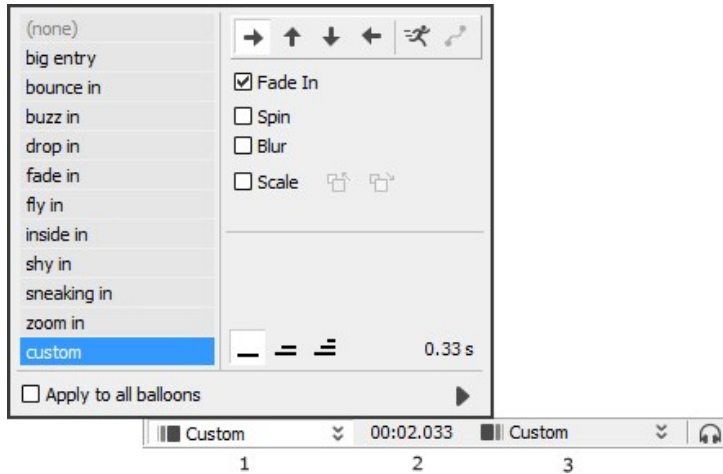 (none)
big entry
bounce in
buzz in
drop in
fade in
fly in
inside in
shy in
sneaking in
zoom in
custom
Fade In
Spin
Blur
Scale
0.33 s
Apply to all balloons
Custom 00:02.033 Custom
1 2 3